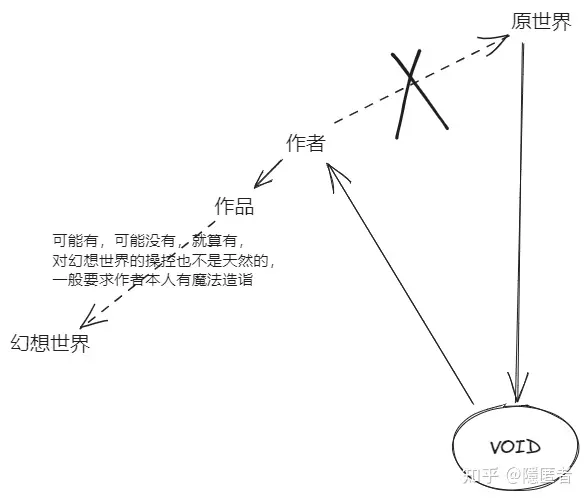 原世界
作者
作品
可能有，可能没有，就算有，
对幻想世界的操控也不是天然的，
一般要求作者本人有魔法造诣
幻想世界
VOID
知乎 @隱匿者